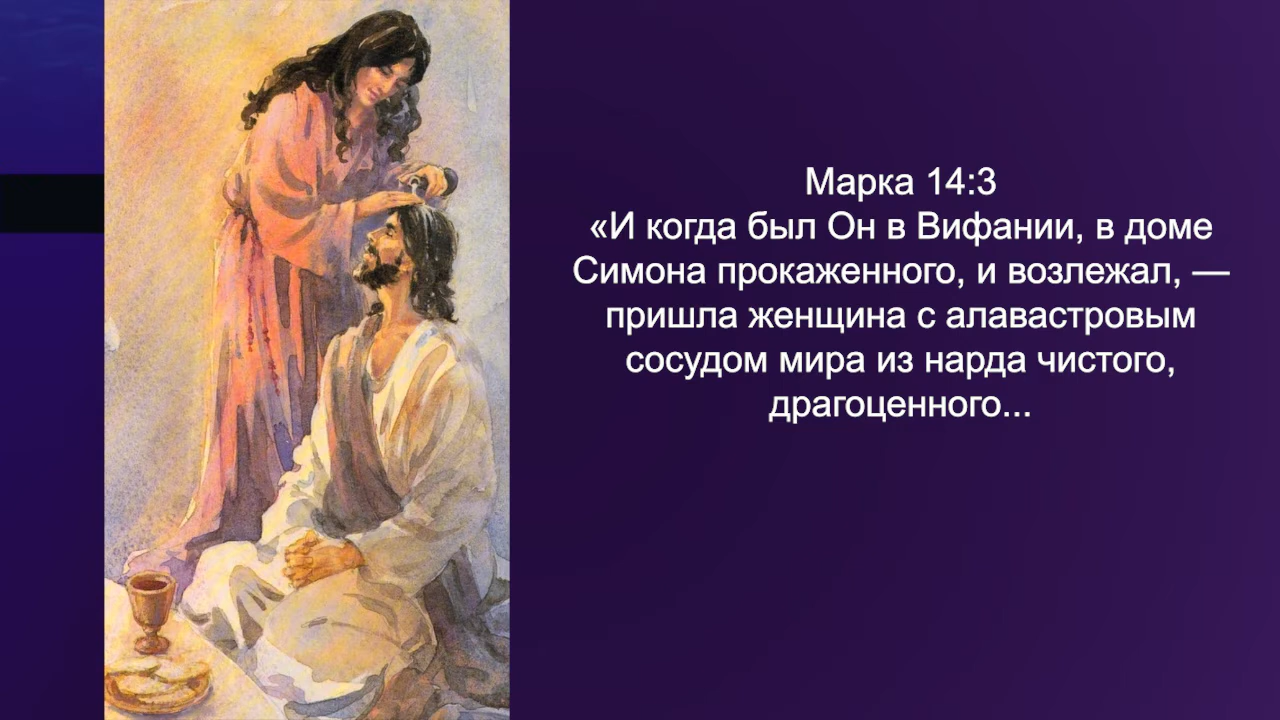 Марка 14:3
«И когда был Он в Вифании, в доме
Симона прокаженного, и возлежал, —
пришла женщина с алавастровым
сосудом мира из нарда чистого,
драгоценного...